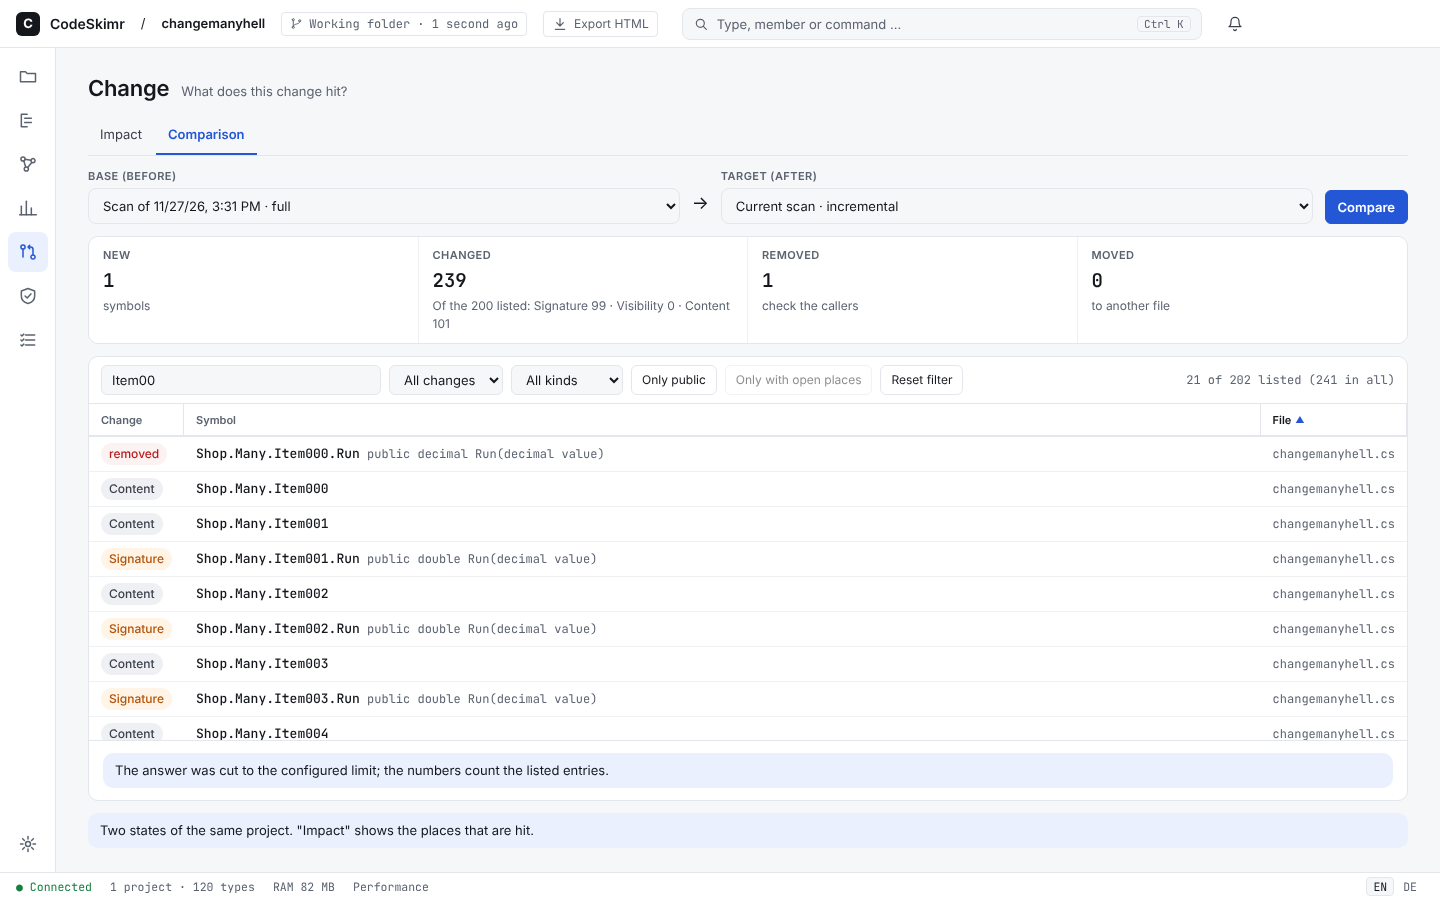 C CodeSkimr / changemanyhell Working folder · 1 second ago Export HTML Type, member or command ... Ctrl K
Change What does this change hit?
Impact Comparison
BASE (BEFORE) TARGET (AFTER)
Scan of 11/27/26, 3:31 PM · full → Current scan · incremental Compare
NEW CHANGED REMOVED MOVED
1 239 1 0
symbols Of the 200 listed: Signature 99 · Visibility 0 · Content check the callers to another file
101
Item00 All changes All kinds Only public Only with open places Reset filter 21 of 202 listed (241 in all)
Change Symbol File
removed Shop.Many.Item000.Run public decimal Run(decimal value) changemanyhell.cs
Content Shop.Many.Item000 changemanyhell.cs
Content Shop.Many.Item001 changemanyhell.cs
Signature Shop.Many.Item001.Run public double Run(decimal value) changemanyhell.cs
Content Shop.Many.Item002 changemanyhell.cs
Signature Shop.Many.Item002.Run public double Run(decimal value) changemanyhell.cs
Content Shop.Many.Item003 changemanyhell.cs
Signature Shop.Many.Item003.Run public double Run(decimal value) changemanyhell.cs
Content Shop.Many.Item004 changemanyhell.cs
The answer was cut to the configured limit; the numbers count the listed entries.
Two states of the same project. "Impact" shows the places that are hit.
Connected 1 project · 120 types RAM 82 MB Performance EN DE